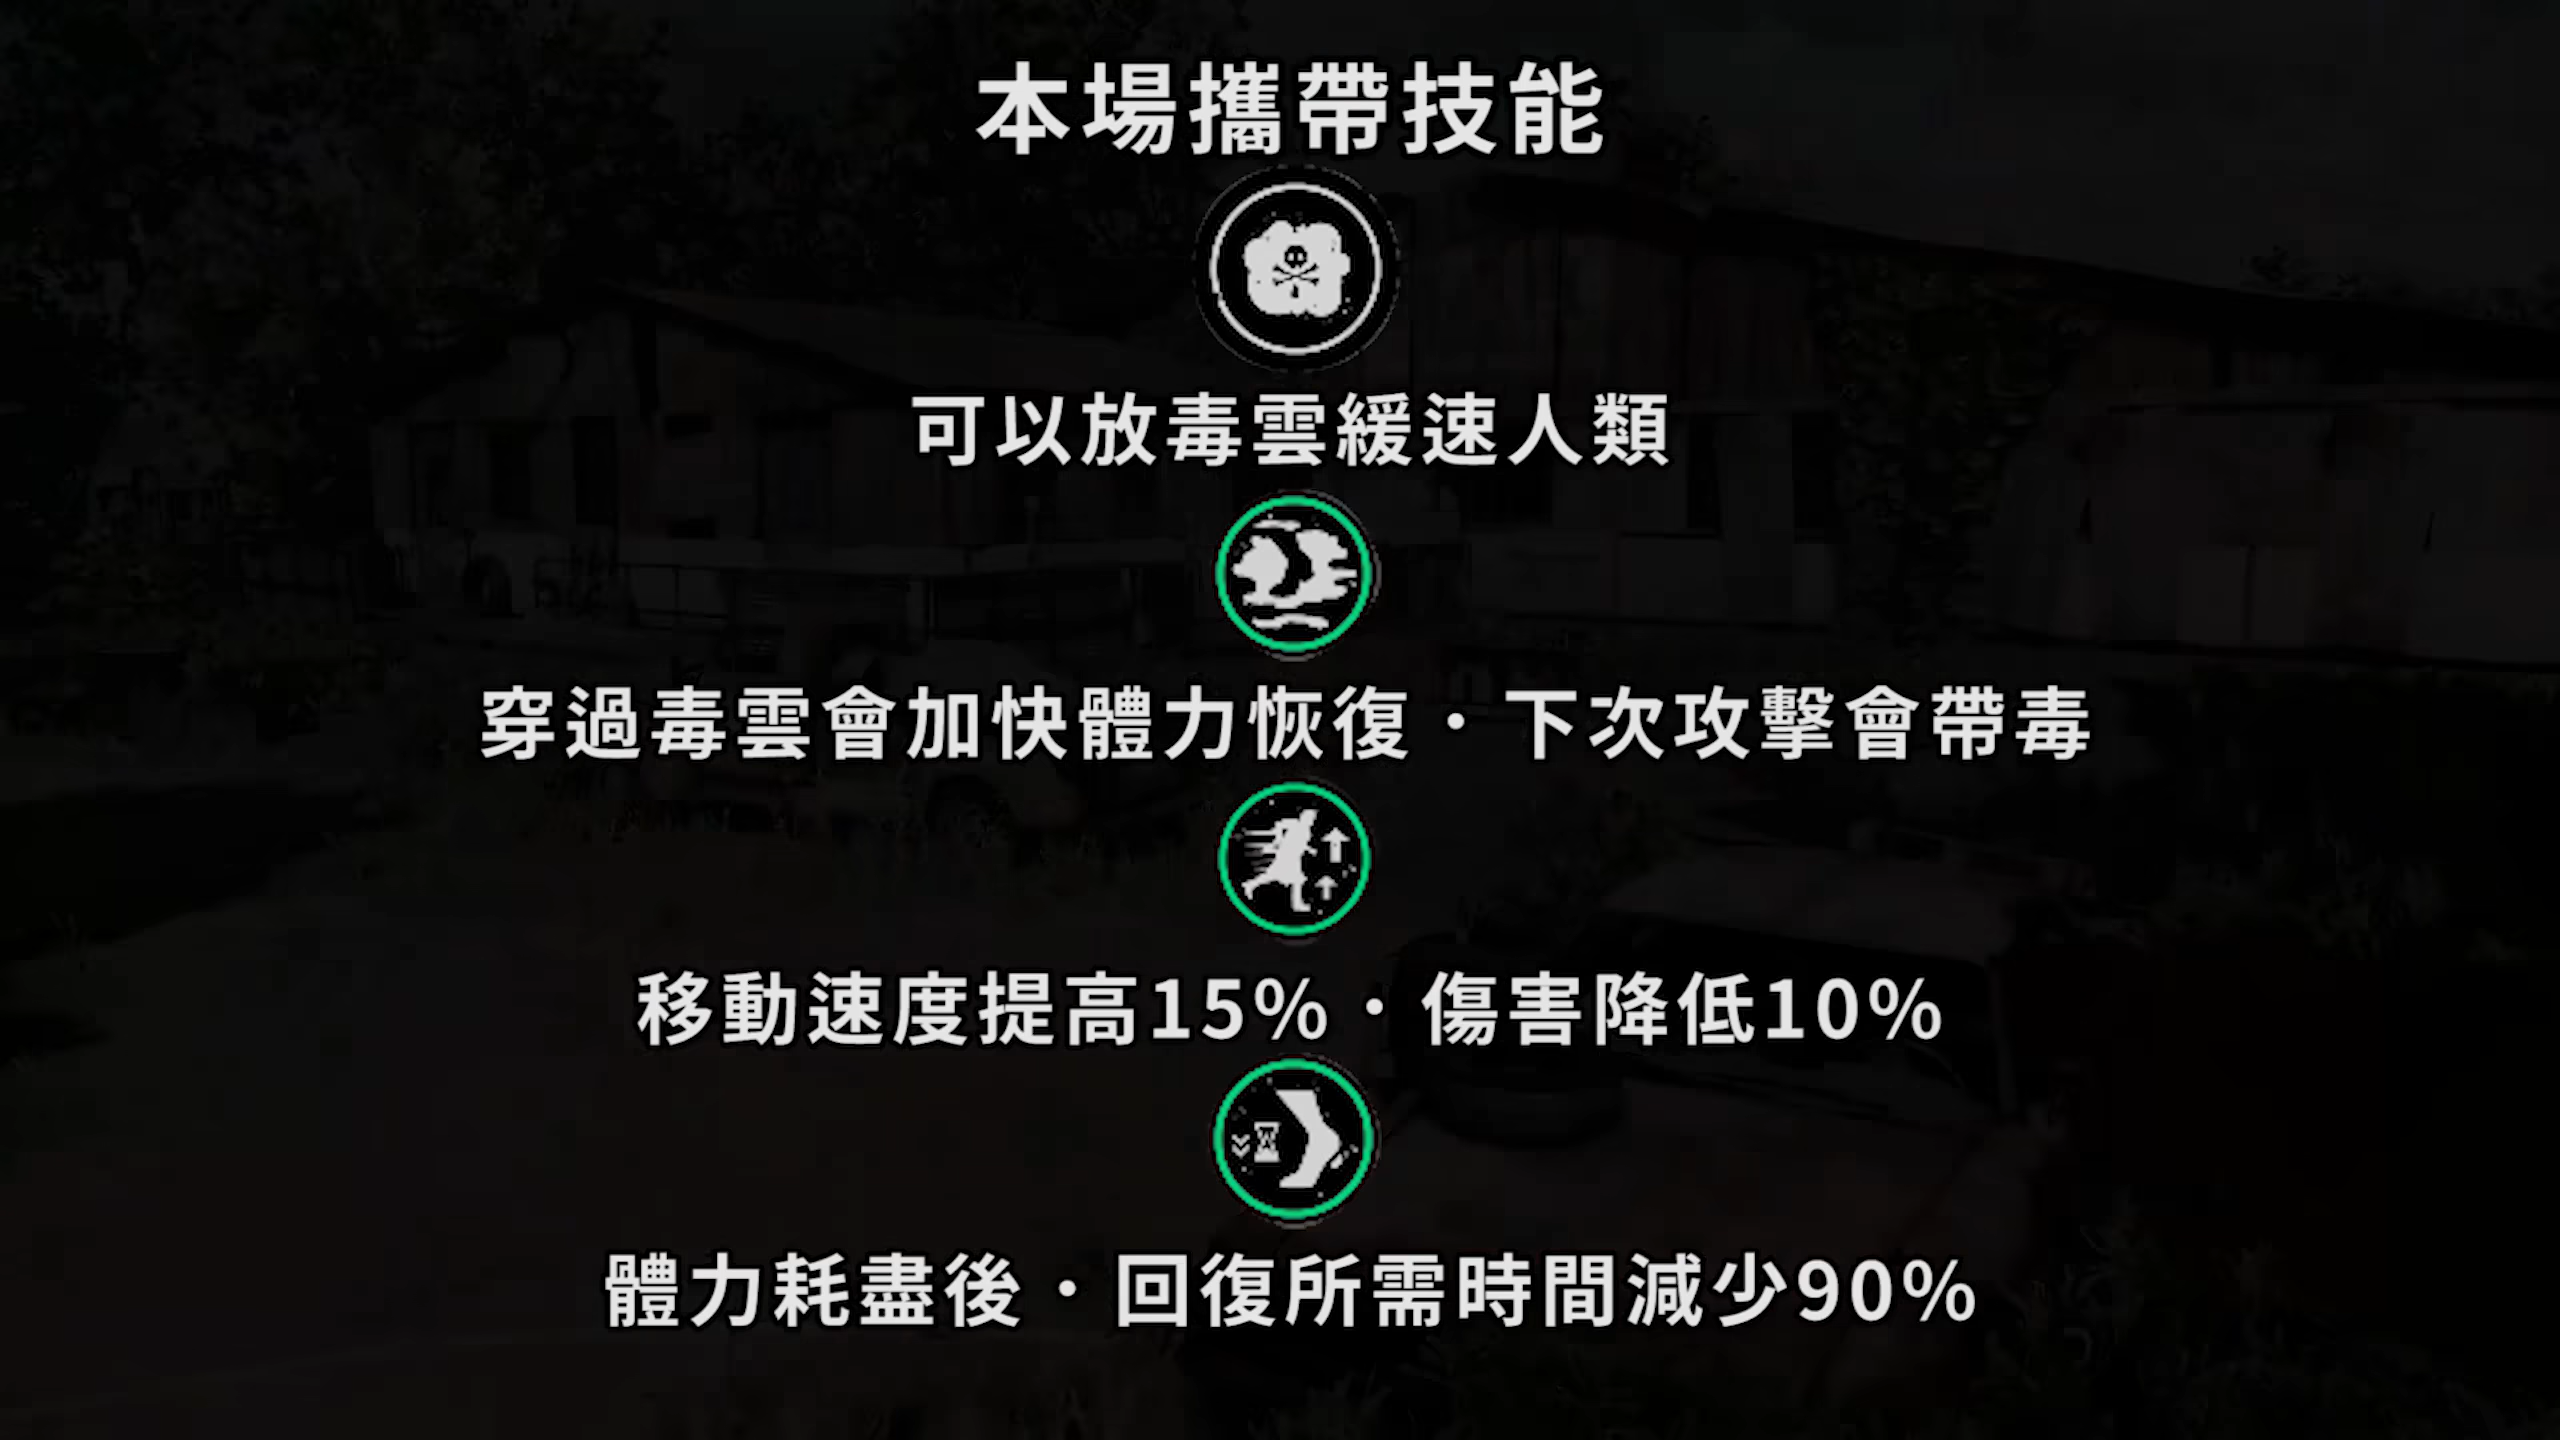 本場攜帶技能
可以放毒雲緩速人類
穿過毒雲會加快體力恢復·下次攻擊會帶毒
移動速度提高15%·傷害降低10%
體力耗盡後·回復所需時間減少90%